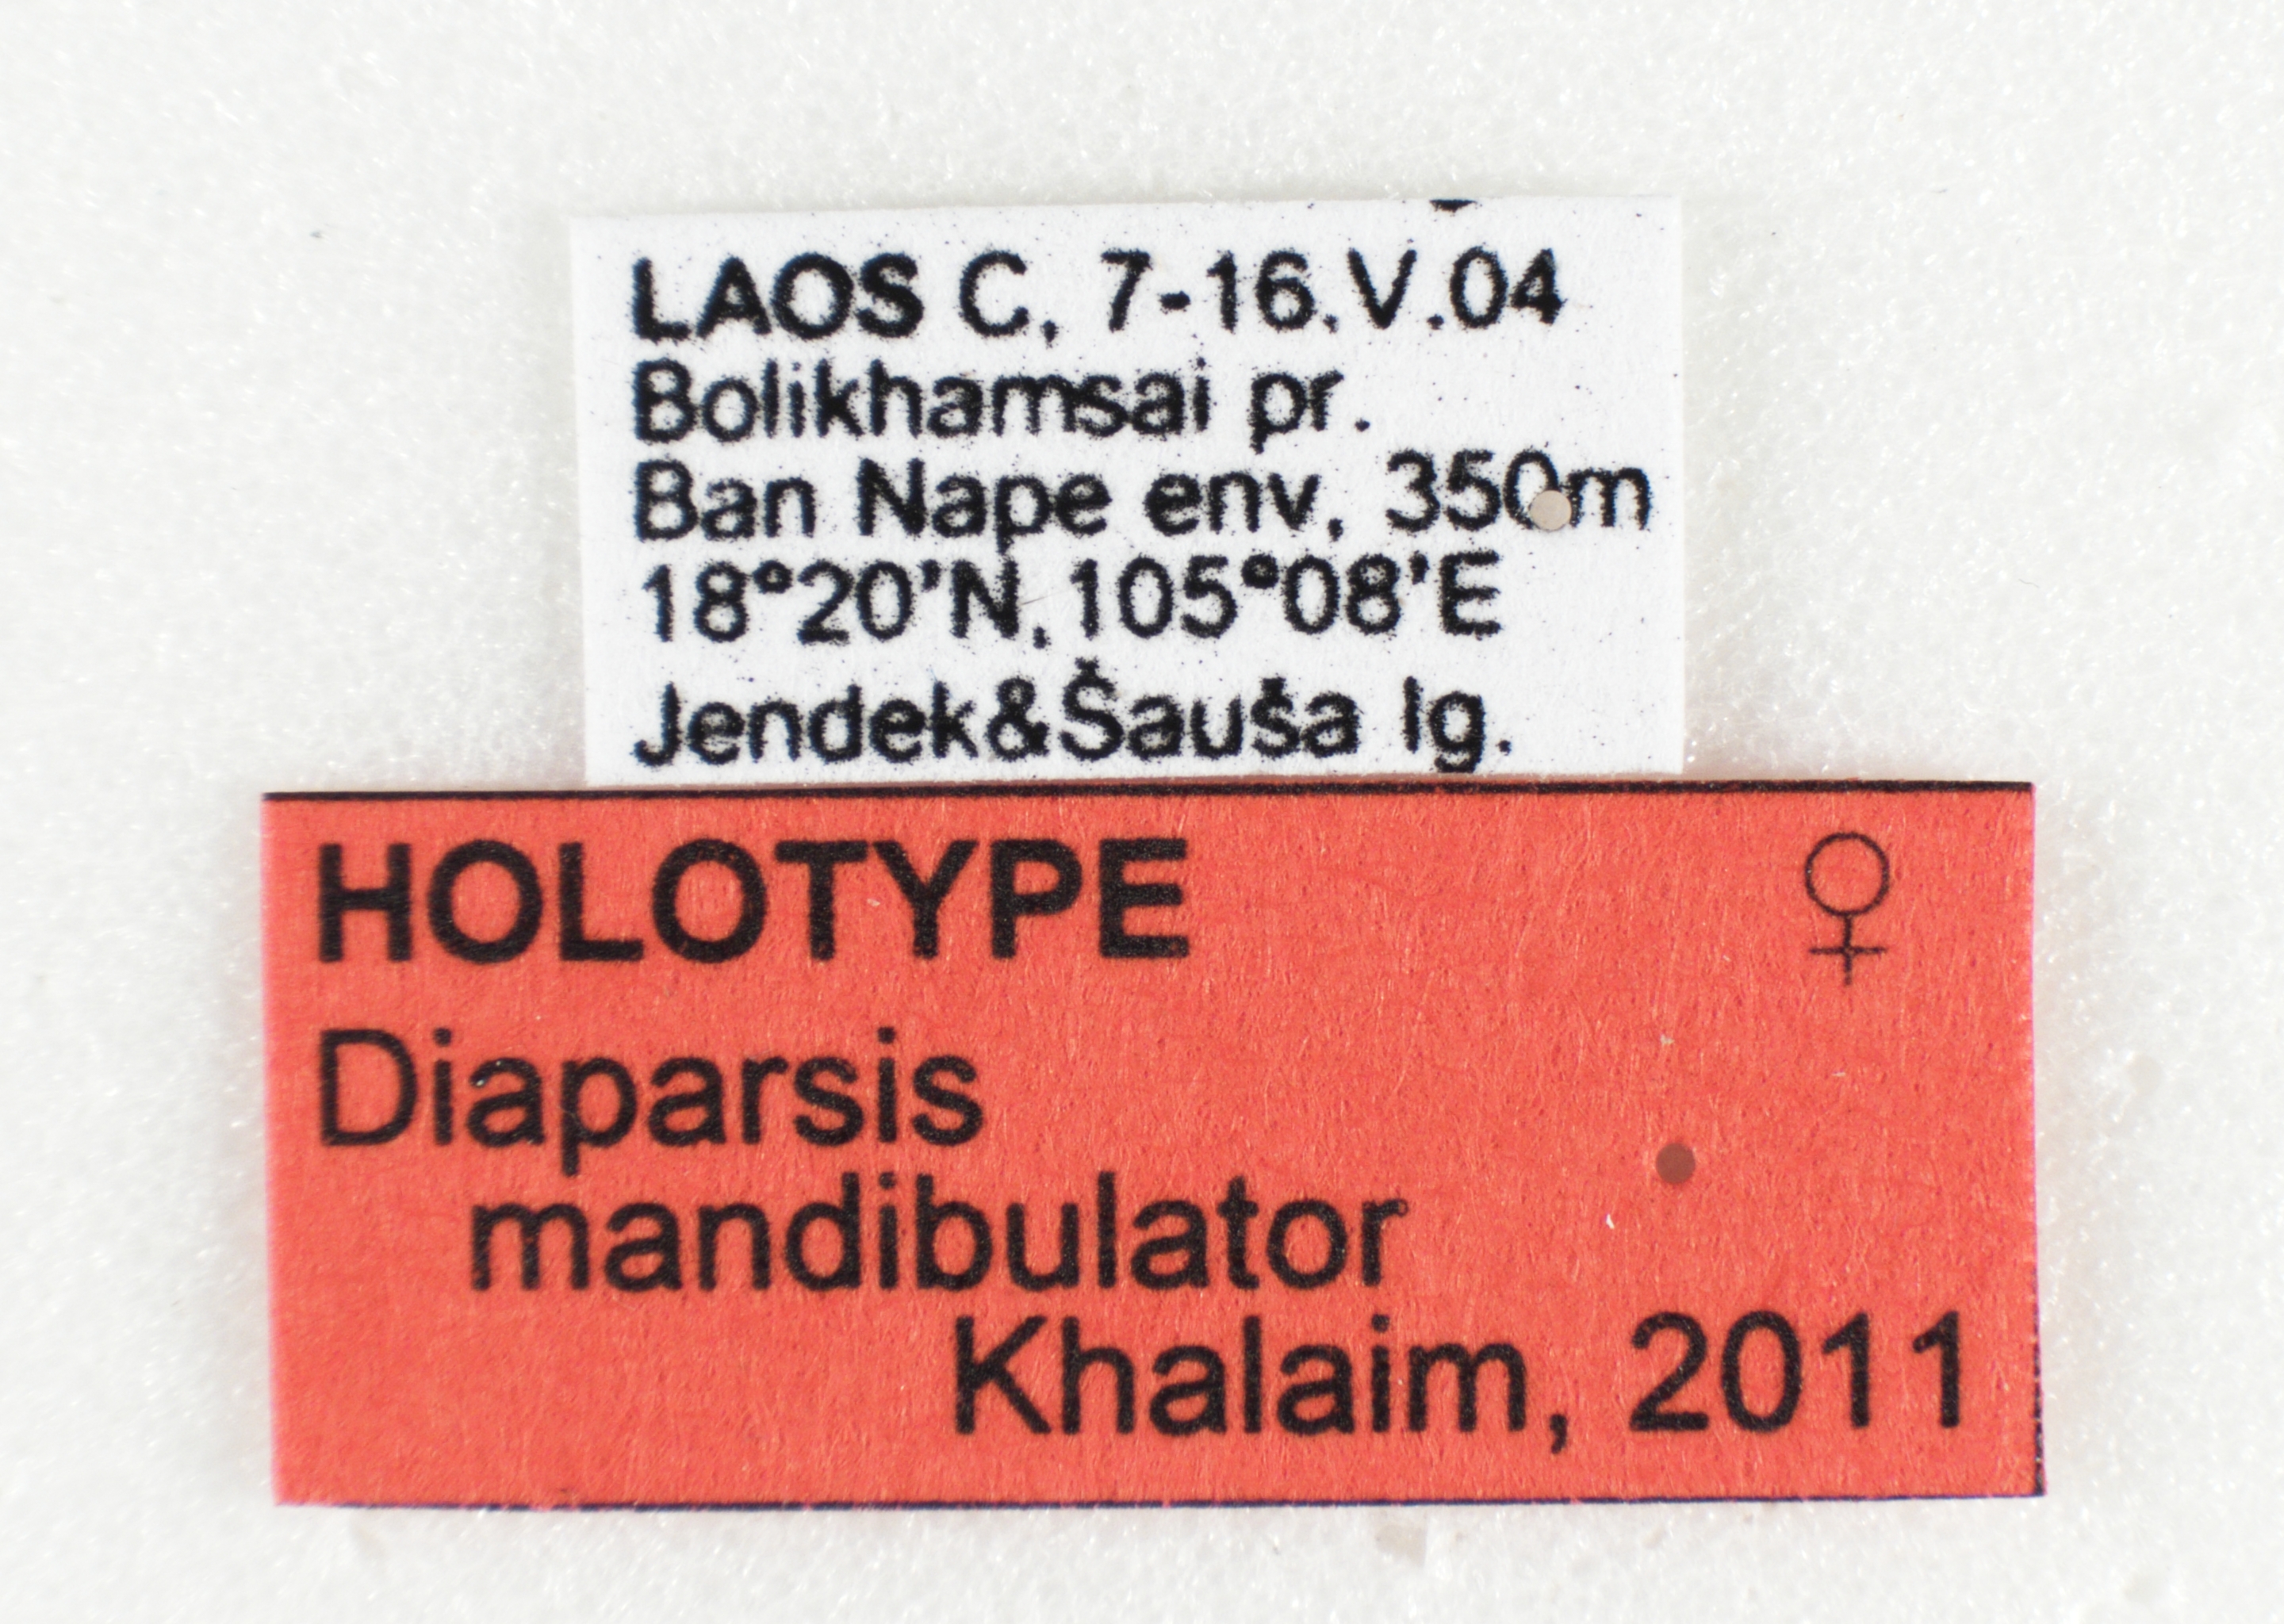 LAOS C, 7-16.V.04
Bolikhamsai pr.
Ban Nape env, 350m
18°20'N, 105°08'E
Jendek&Šauša lg.
HOLOTYPE ♀
Diaparsis
mandibulator
Khalaim, 2011